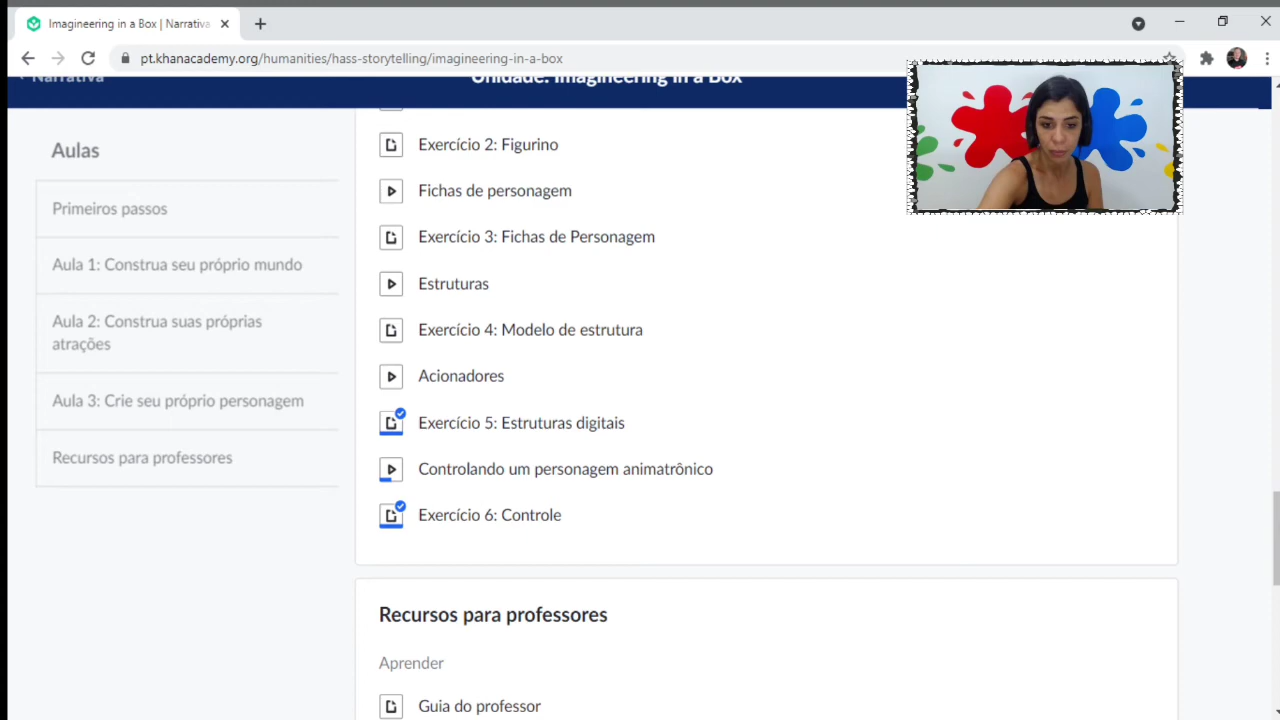 Imagineering in a Box | Narrativa
pt.khanacademy.org/humanities/hass-storytelling/imagineering-in-a-box
Narrativa
Unidade: Imagineering in a Box
Aulas
Primeiros passos
Aula 1: Construa seu próprio mundo
Aula 2: Construa suas próprias
atrações
Aula 3: Crie seu próprio personagem
Recursos para professores
Exercício 2: Figurino
Fichas de personagem
Exercício 3: Fichas de Personagem
Estruturas
Exercício 4: Modelo de estrutura
Acionadores
Exercício 5: Estruturas digitais
Controlando um personagem animatrônico
Exercício 6: Controle
Recursos para professores
Aprender
Guia do professor